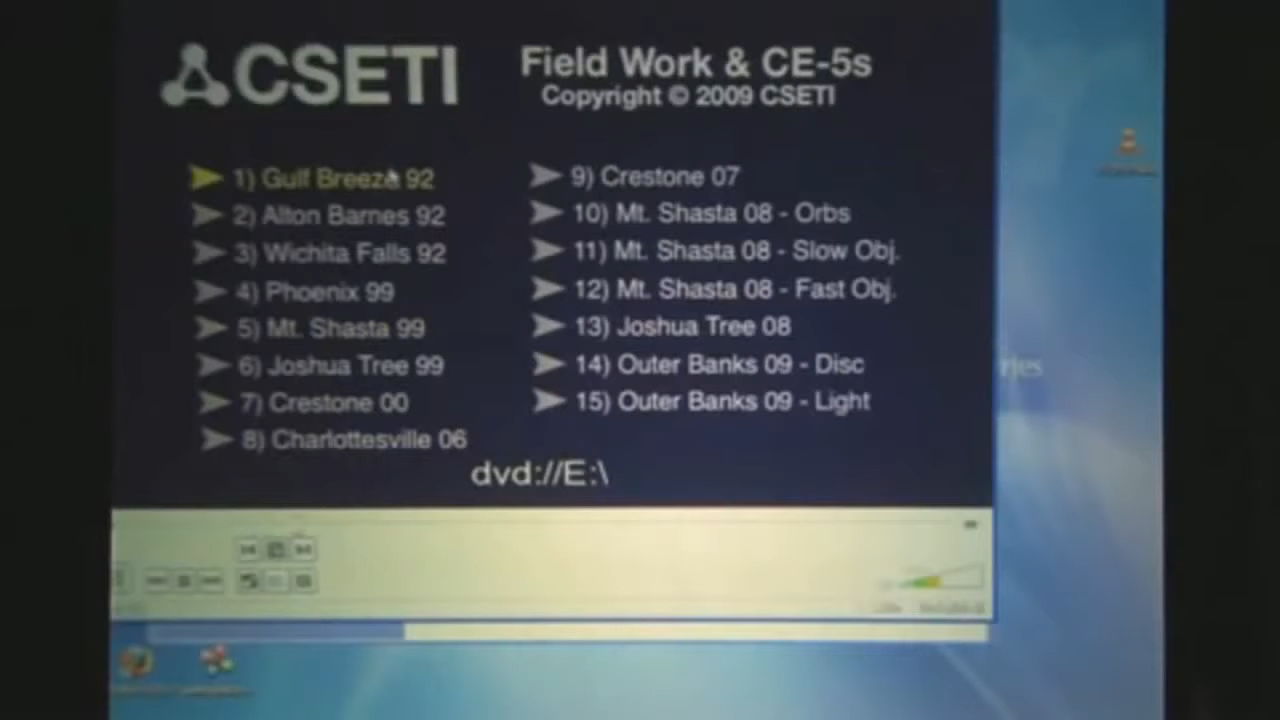 CSETI
Field Work & CE-5s
Copyright © 2009 CSETI
1) Gulf Breeze 92
2) Alton Barnes 92
3) Wichita Falls 92
4) Phoenix 99
5) Mt. Shasta 99
6) Joshua Tree 99
7) Crestone 00
8) Charlottesville 06
9) Crestone 07
10) Mt. Shasta 08 - Orbs
11) Mt. Shasta 08 - Slow Obj.
12) Mt. Shasta 08 - Fast Obj.
13) Joshua Tree 08
14) Outer Banks 09 - Disc
15) Outer Banks 09 - Light
dvd://E:\